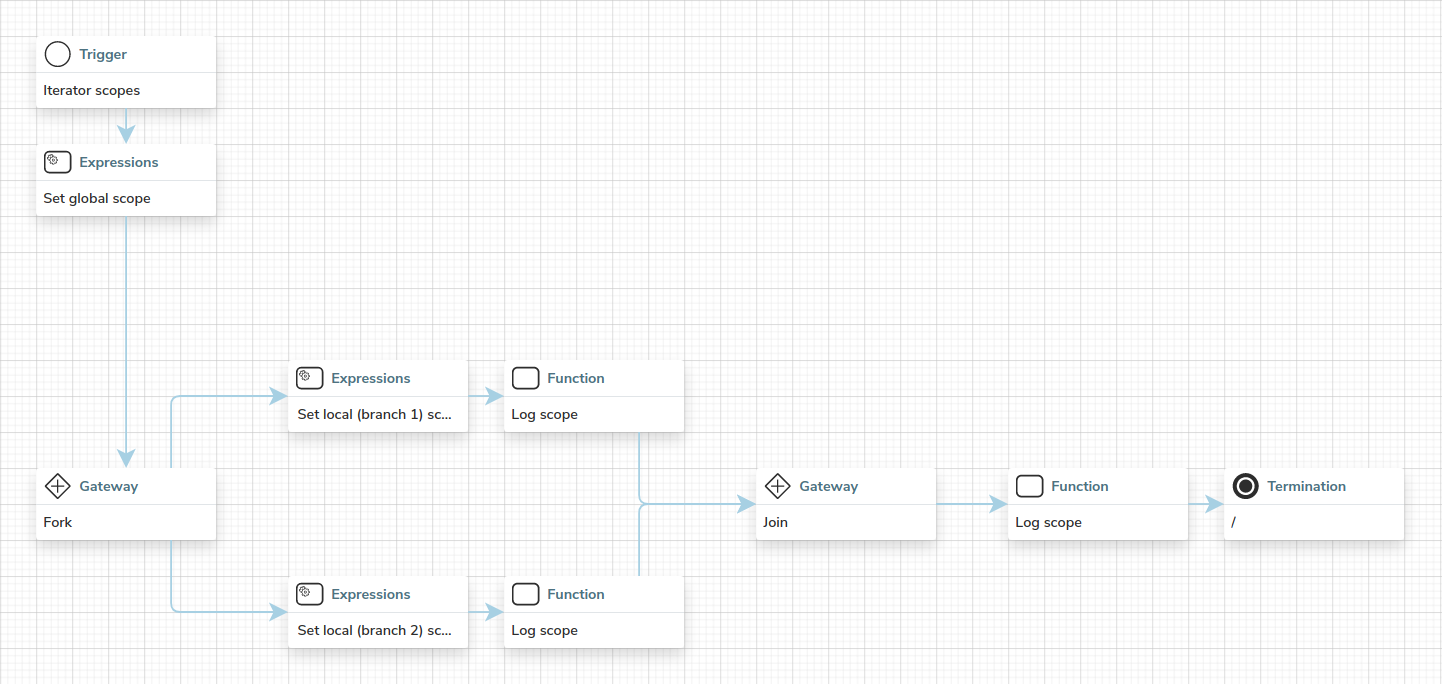 Trigger
Iterator scopes
Expressions
Set global scope
Expressions
Set local (branch 1) sc...
Function
Log scope
Gateway
Fork
Gateway
Join
Function
Log scope
Termination
/
Expressions
Set local (branch 2) sc...
Function
Log scope